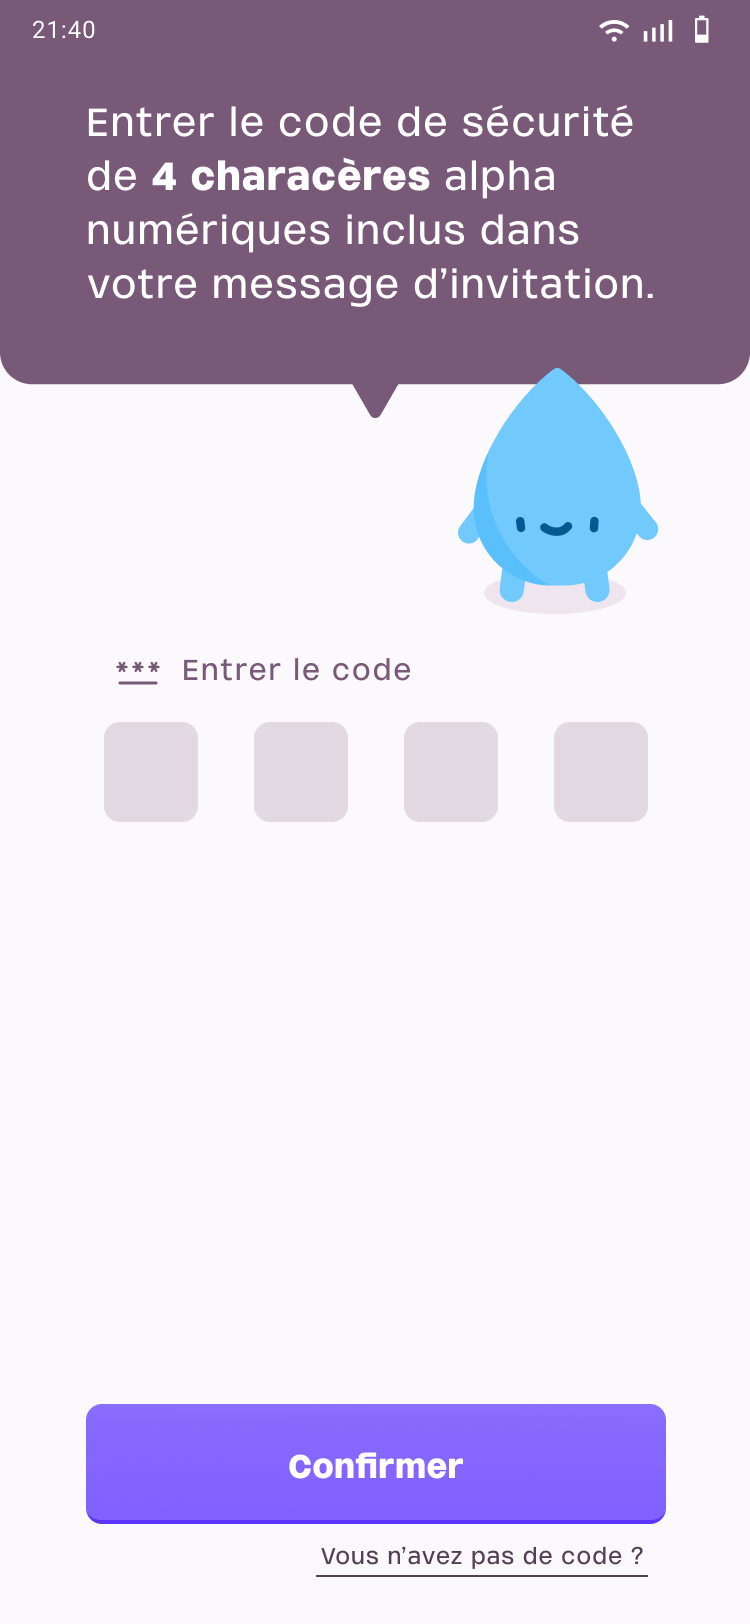 21:40
Entrer le code de sécurité
de 4 characères alpha
numériques inclus dans
votre message d’invitation.
*** Entrer le code
Confirmer
Vous n’avez pas de code ?